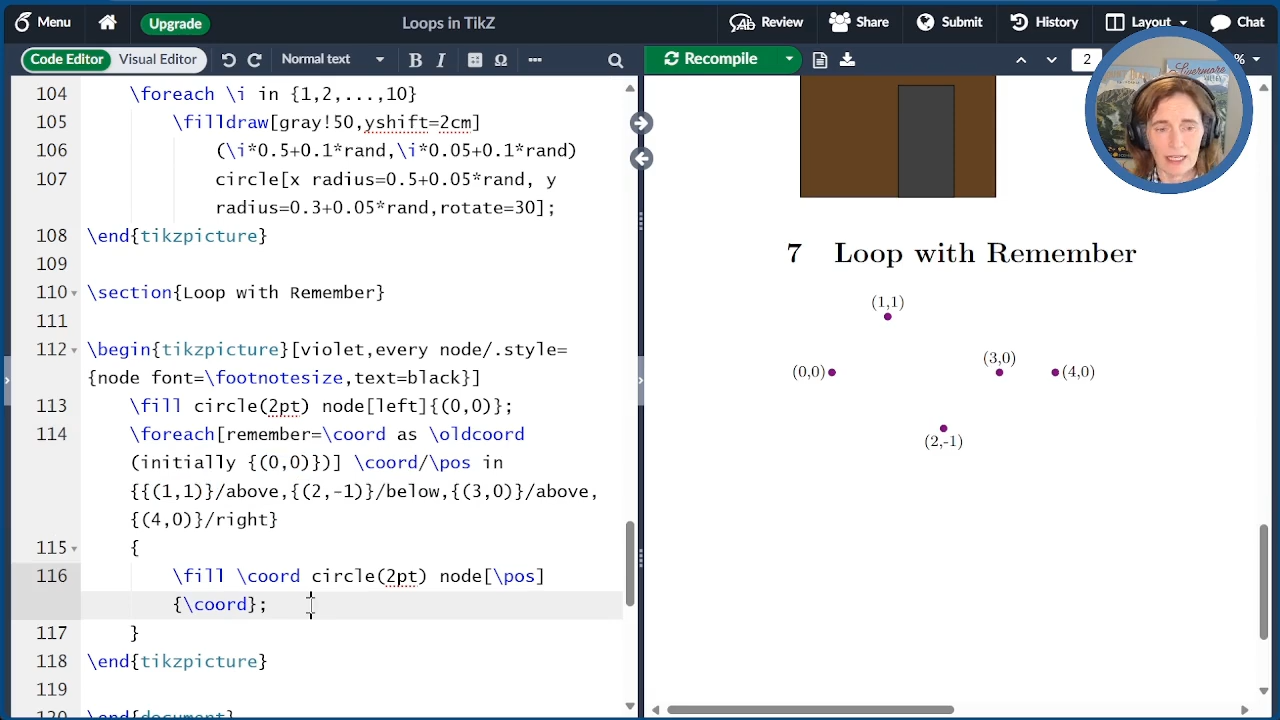 Menu
Upgrade
Loops in TikZ
Review
Share
Submit
History
Layout
Chat
Code Editor
Visual Editor
Normal text
B I Ω
Recompile
2
%
Livermore
104 \foreach \i in {1,2,...,10}
105 \filldraw[gray!50,yshift=2cm]
106 (\i*0.5+0.1*rand,\i*0.05+0.1*rand)
107 circle[x radius=0.5+0.05*rand, y
radius=0.3+0.05*rand,rotate=30];
108 \end{tikzpicture}
109
110 \section{Loop with Remember}
111
112 \begin{tikzpicture}[violet,every node/.style=
{node font=\footnotesize,text=black}]
113 \fill circle(2pt) node[left]{(0,0)};
114 \foreach[remember=\coord as \oldcoord
(initially {(0,0)})] \coord/\pos in
{{(1,1)}/above,{(2,-1)}/below,{(3,0)}/above,
{(4,0)}/right}
115 {
116 \fill \coord circle(2pt) node[\pos]
{\coord};
117 }
118 \end{tikzpicture}
119
120 \end{document}
7 Loop with Remember
(1,1)
(3,0)
(0,0)
(4,0)
(2,-1)